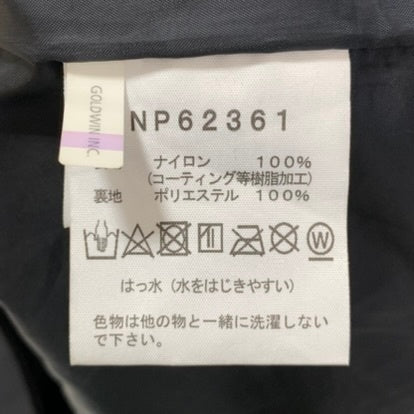 GOLDWIN INC.
NP62361
ナイロン 100%
(コーティング等樹脂加工)
裏地 ポリエステル 100%
W
はっ水 (水をはじきやすい)
色物は他の物と一緒に洗濯しない
で下さい。